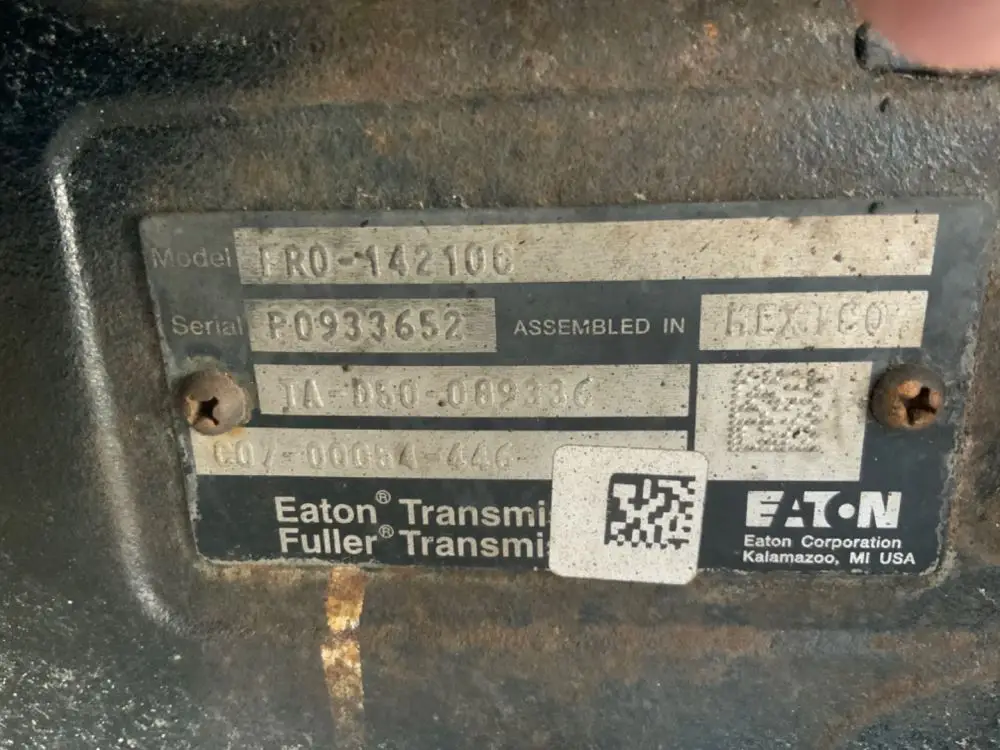 Model FRO-14210C
Serial P0933652 ASSEMBLED IN MEXICO
TA-D50-089336
C07-00054-446
Eaton® Transmi
Fuller® Transmi
EATON
Eaton Corporation
Kalamazoo, MI USA